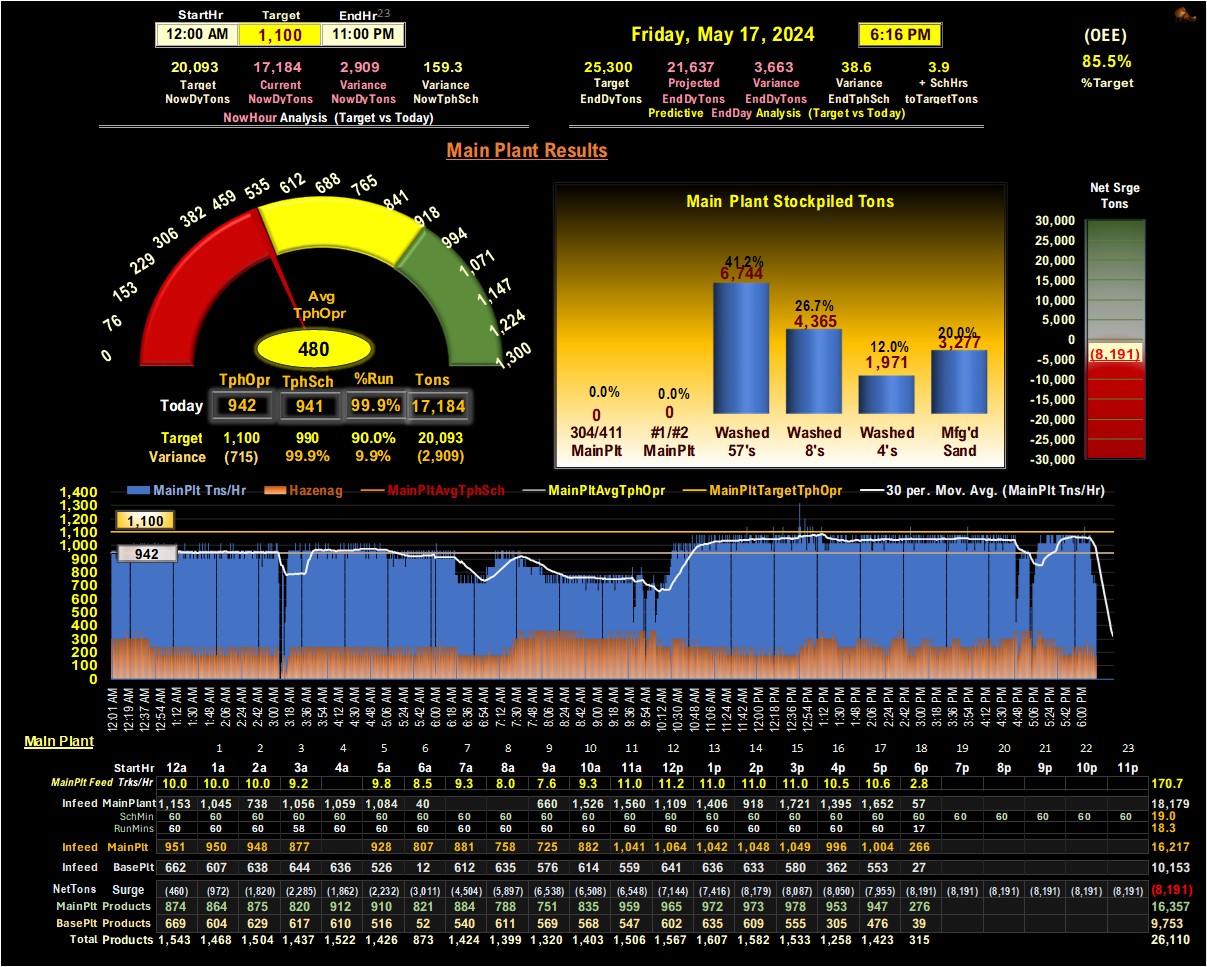 StartHr Target EndHr 23
12:00 AM 1,100 11:00 PM
Friday, May 17, 2024 6:16 PM
(OEE)
85.5%
%Target
20,093 17,184 2,909 159.3
Target Current Variance Variance
NowDyTons NowDyTons NowDyTons NowTphSch
NowHour Analysis (Target vs Today)
25,300 21,637 3,663 38.6 3.9
Target Projected Variance Variance + SchHrs
EndDyTons EndDyTons EndDyTons EndTphSch toTargetTons
Predictive EndDay Analysis (Target vs Today)
Main Plant Results
0 76 153 229 306 382 459 535 612 688 765 841 918 994 1,071 1,147 1,224 1,300
Avg
TphOpr
480
TphOpr TphSch %Run Tons
Today 942 941 99.9% 17,184
Target 1,100 990 90.0% 20,093
Variance (715) 99.9% 9.9% (2,909)
Main Plant Stockpiled Tons
0.0% 0.0% 41.2% 26.7% 12.0% 20.0%
0 0 6,744 4,365 1,971 3,277
304/411 #1/#2 Washed Washed Washed Mfg'd
MainPlt MainPlt 57's 8's 4's Sand
Net Srge
Tons
30,000
25,000
20,000
15,000
10,000
5,000
0
(8,191)
-5,000
-10,000
-15,000
-20,000
-25,000
-30,000
MainPlt Tns/Hr Hazenag MainPltAvgTphSch MainPltAvgTphOpr MainPltTargetTphOpr 30 per. Mov. Avg. (MainPlt Tns/Hr)
1,400
1,300
1,200
1,100
1,000
900
800
700
600
500
400
300
200
100
0
1,100
942
12:01 AM 12:19 AM 12:37 AM 12:54 AM 1:12 AM 1:30 AM 1:48 AM 2:06 AM 2:24 AM 2:42 AM 3:00 AM 3:18 AM 3:36 AM 3:54 AM 4:12 AM 4:30 AM 4:48 AM 5:06 AM 5:24 AM 5:42 AM 6:00 AM 6:18 AM 6:36 AM 6:54 AM 7:12 AM 7:30 AM 7:48 AM 8:06 AM 8:24 AM 8:42 AM 9:00 AM 9:18 AM 9:36 AM 9:54 AM 10:12 AM 10:30 AM 10:48 AM 11:06 AM 11:24 AM 11:42 AM 12:00 PM 12:18 PM 12:36 PM 12:54 PM 1:12 PM 1:30 PM 1:48 PM 2:06 PM 2:24 PM 2:42 PM 3:00 PM 3:18 PM 3:36 PM 3:54 PM 4:12 PM 4:30 PM 4:48 PM 5:06 PM 5:24 PM 5:42 PM 6:00 PM
Main Plant
1 2 3 4 5 6 7 8 9 10 11 12 13 14 15 16 17 18 19 20 21 22 23
StartHr 12a 1a 2a 3a 4a 5a 6a 7a 8a 9a 10a 11a 12p 1p 2p 3p 4p 5p 6p 7p 8p 9p 10p 11p
MainPlt Feed Trks/Hr 10.0 10.0 10.0 9.2 9.8 8.5 9.3 8.0 7.6 9.3 11.0 11.2 11.0 11.0 11.0 10.5 10.6 2.8 170.7
Infeed MainPlant 1,153 1,045 738 1,056 1,059 1,084 40 660 1,526 1,560 1,109 1,406 918 1,721 1,395 1,652 57 18,179
SchMin 60 60 60 60 60 60 60 60 60 60 60 60 60 60 60 60 60 60 60 60 60 60 60 60 19.0
RunMins 60 60 60 58 60 60 60 60 60 60 60 60 60 60 60 60 60 60 17 18.3
Infeed MainPlt 951 950 948 877 928 807 881 758 725 882 1,041 1,064 1,042 1,048 1,049 996 1,004 266 16,217
Infeed BasePlt 662 607 638 644 636 526 12 612 635 576 614 559 641 636 633 580 362 553 27 10,153
NetTons Surge (460) (972) (1,820) (2,285) (1,862) (2,232) (3,011) (4,504) (5,897) (6,538) (6,508) (6,548) (7,144) (7,416) (8,179) (8,087) (8,050) (7,955) (8,191) (8,191) (8,191) (8,191) (8,191) (8,191) (8,191)
MainPlt Products 874 864 875 820 912 910 821 884 788 751 835 959 965 972 973 978 953 947 276 16,357
BasePlt Products 669 604 629 617 610 516 52 540 611 569 568 547 602 635 609 555 305 476 39 9,753
Total Products 1,543 1,468 1,504 1,437 1,522 1,426 873 1,424 1,399 1,320 1,403 1,506 1,567 1,607 1,582 1,533 1,258 1,423 315 26,110